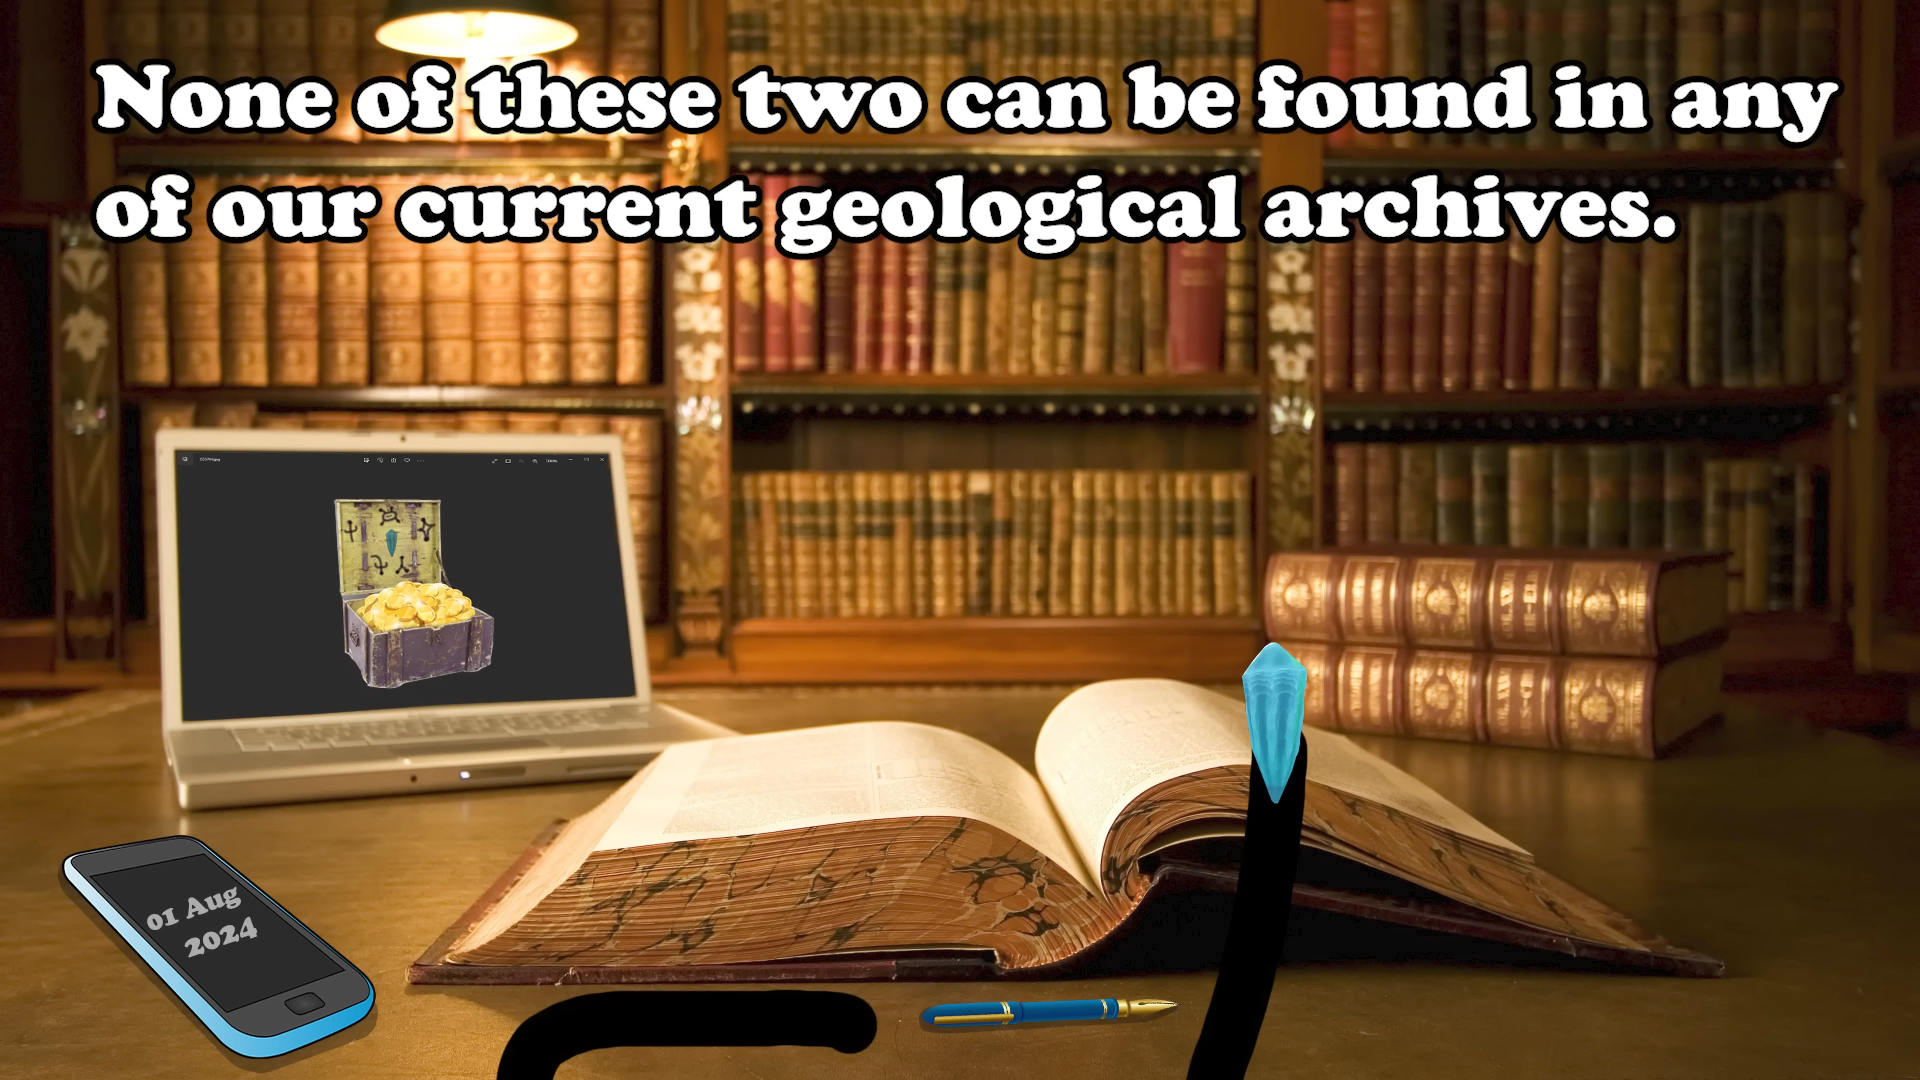 None of these two can be found in any
of our current geological archives.
01 Aug
2024